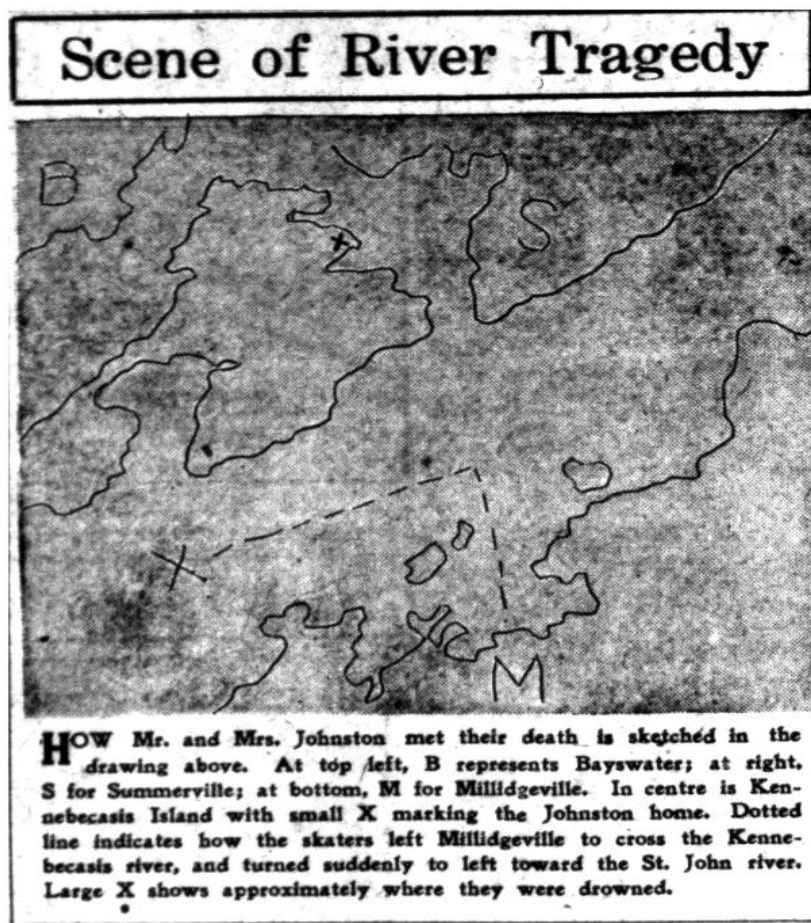 Scene of River Tragedy
B
S
X
X
M
HOW Mr. and Mrs. Johnston met their death is sketched in the
drawing above. At top left, B represents Bayswater; at right,
S for Summerville; at bottom, M for Millidgeville. In centre is Ken-
nebecasis Island with small X marking the Johnston home. Dotted
line indicates how the skaters left Millidgeville to cross the Kenne-
becasis river, and turned suddenly to left toward the St. John river.
Large X shows approximately where they were drowned.